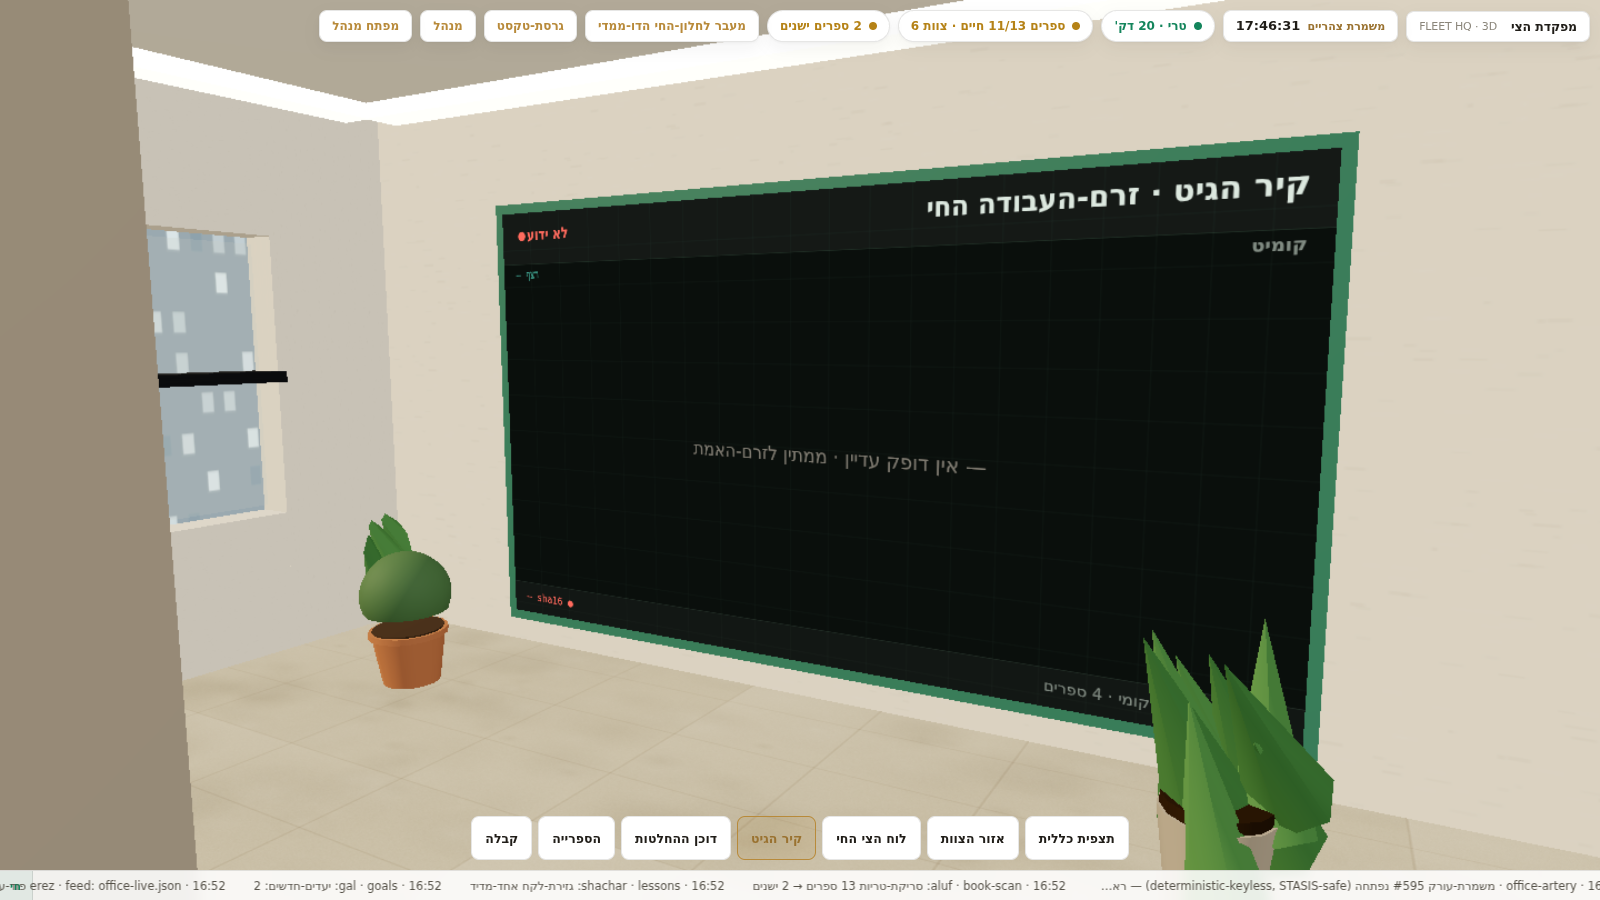 מפקדת הצי FLEET HQ · 3D
משמרת צהריים 17:46:31
טרי · 20 דק'
ספרים 11/13 חיים · צוות 6
2 ספרים ישנים
מעבר לחלון-החי הדו-ממדי
גרסת-טקסט
מנהל
מפתח מנהל
קיר הגיט · זרם-העבודה החי
לא ידוע
קומיט
רצף —
— אין דופק עדיין · ממתין לזרם-האמת
— sha16
קומי · 4 ספרים
תצפית כללית
אזור הצוות
לוח הצי החי
קיר הגיט
דוכן ההחלטות
הספרייה
קבלה
office-artery · משמרת-עורק #595 נפתחה (deterministic-keyless, STASIS-safe) — רא…
16:52 · aluf · book-scan: סריקת-טריות 13 ספרים → 2 ישנים
16:52 · shachar · lessons: גזירת-לקח אחד-מדיד
16:52 · gal · goals: יעדים-חדשים: 2
16:52 · erez · feed: office-live.json